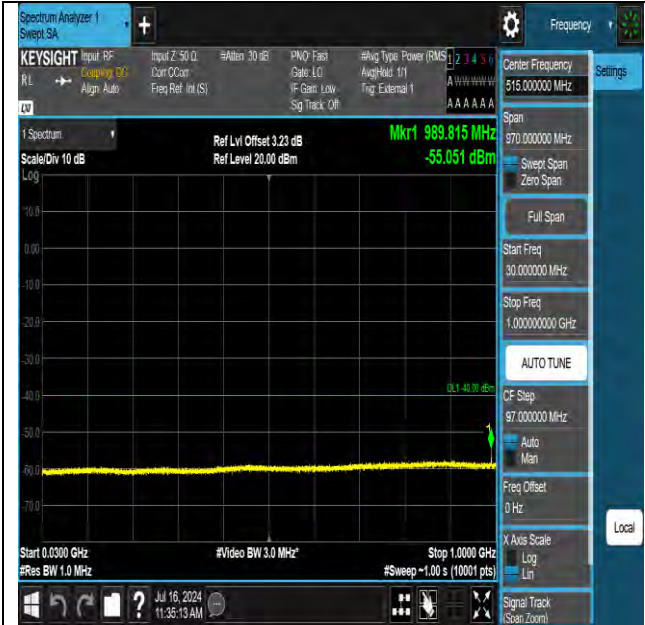 Spectrum Analyzer 1
Swept SA
+
Frequency
KEYSIGHT
RL
LXI
Input: RF
Coupling: DC
Align: Auto
Input Z: 50 Ω
Corr CCorr
Freq Ref: Int (S)
#Atten: 30 dB
PNO: Fast
Gate: LO
IF Gain: Low
Sig Track: Off
#Avg Type: Power (RMS
Avg|Hold: 1/1
Trig: External 1
1 2 3 4 5 6
A W W W W W
A A A A A A
Settings
1 Spectrum
Scale/Div 10 dB
Ref Lvl Offset 3.23 dB
Ref Level 20.00 dBm
Mkr1 989.815 MHz
-55.051 dBm
Log
10.0
0.00
-10.0
-20.0
-30.0
-40.0
-50.0
-60.0
-70.0
DL1 -40.00 dBm
1
Start 0.0300 GHz
#Res BW 1.0 MHz
#Video BW 3.0 MHz*
Stop 1.0000 GHz
#Sweep ~1.00 s (10001 pts)
Center Frequency
515.000000 MHz
Span
970.000000 MHz
Swept Span
Zero Span
Full Span
Start Freq
30.000000 MHz
Stop Freq
1.000000000 GHz
AUTO TUNE
CF Step
97.000000 MHz
Auto
Man
Freq Offset
0 Hz
X Axis Scale
Log
Lin
Signal Track
(Span Zoom)
Local
?
Jul 16, 2024
11:35:13 AM